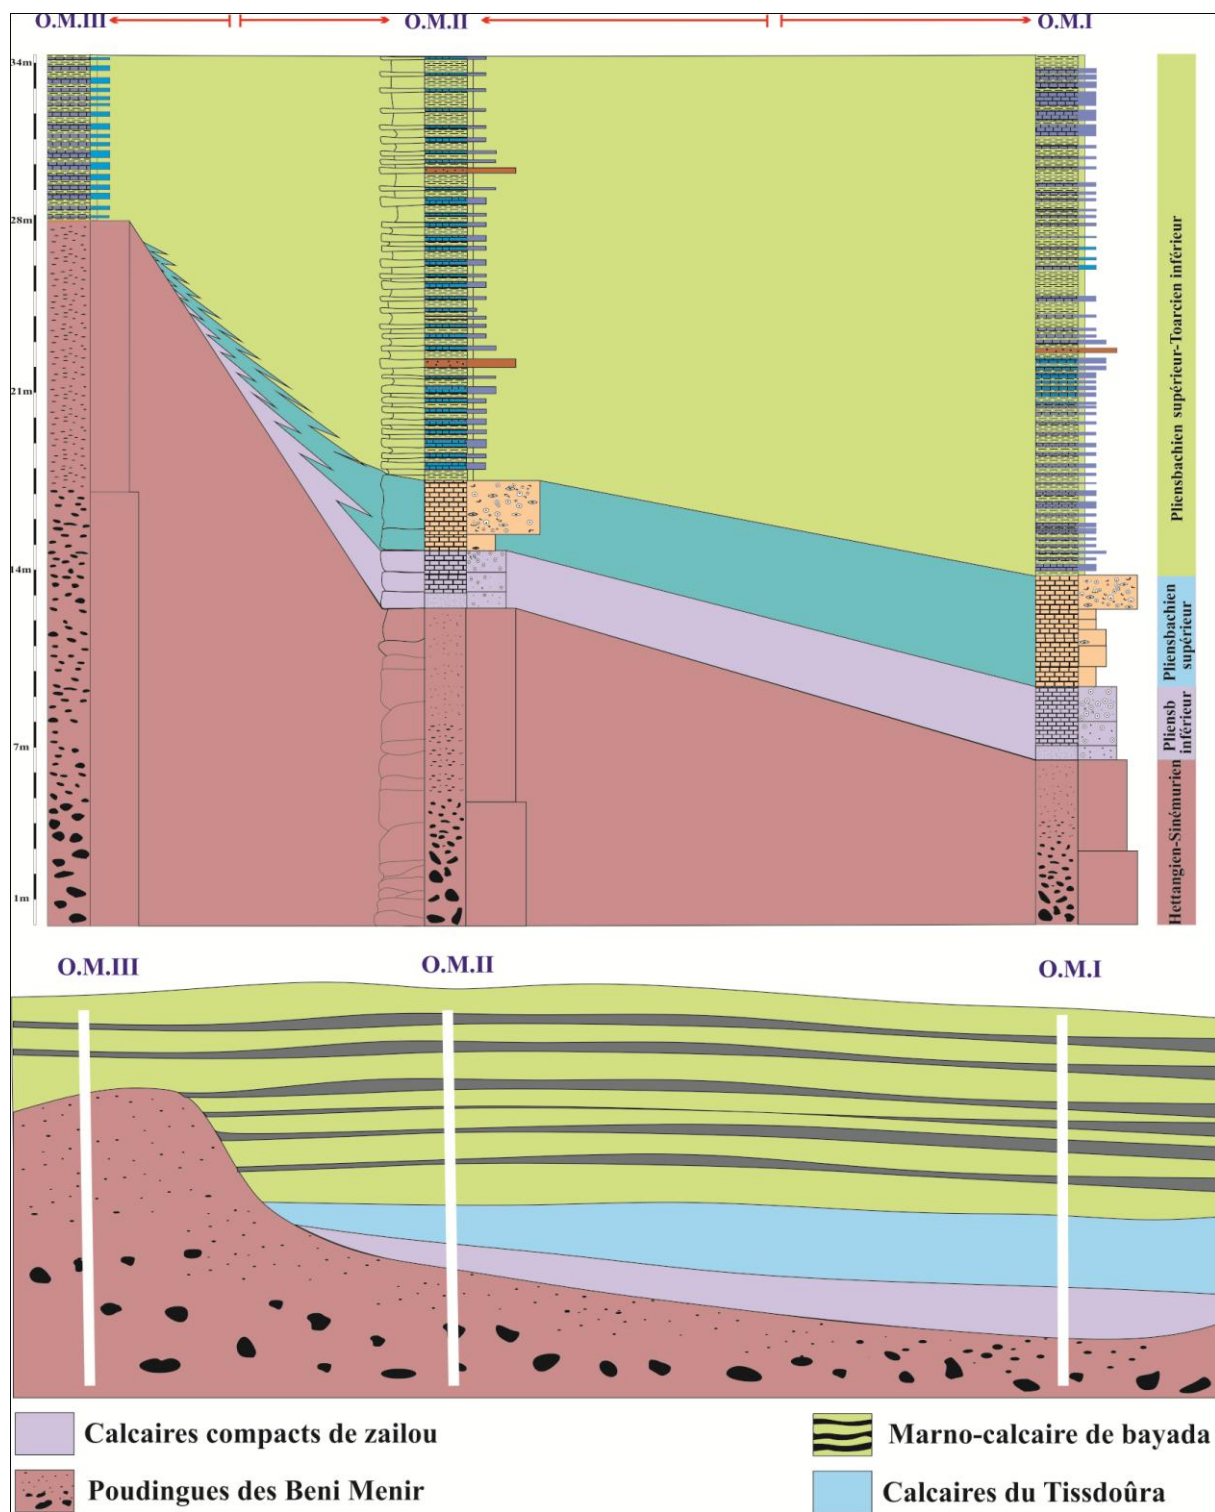 O.M.III O.M.II O.M.I
34m
28m
21m
14m
7m
1m
Pliensbachien supérieur-Toarcien inférieur
Pliensbachien
supérieur
Pliensb
inférieur
Hettangien-Sinémurien
O.M.III O.M.II O.M.I
Calcaires compacts de zailou
Marno-calcaire de bayada
Poudingues des Beni Menir
Calcaires du Tissdoûra